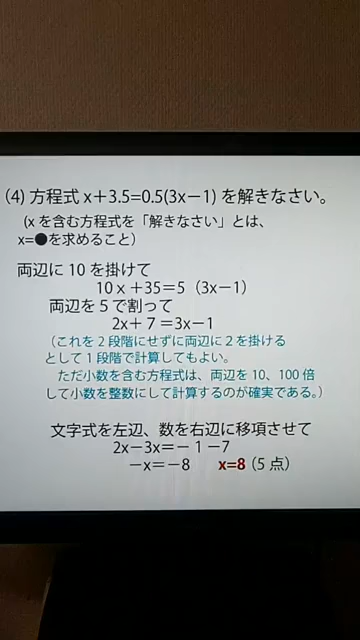 (4) 方程式 x＋3.5=0.5(3x－1) を解きなさい。
(x を含む方程式を「解きなさい」とは、
x=●を求めること）
両辺に 10 を掛けて
10ｘ＋35＝5（3x－1）
両辺を５で割って
2x＋７＝3x－1
（これを２段階にせずに両辺に２を掛ける
として１段階で計算してもよい。
ただ小数を含む方程式は、両辺を 10、100 倍
して小数を整数にして計算するのが確実である。）
文字式を左辺、数を右辺に移項させて
2x－3x＝－１－7
－x＝－8 x=8（5 点）